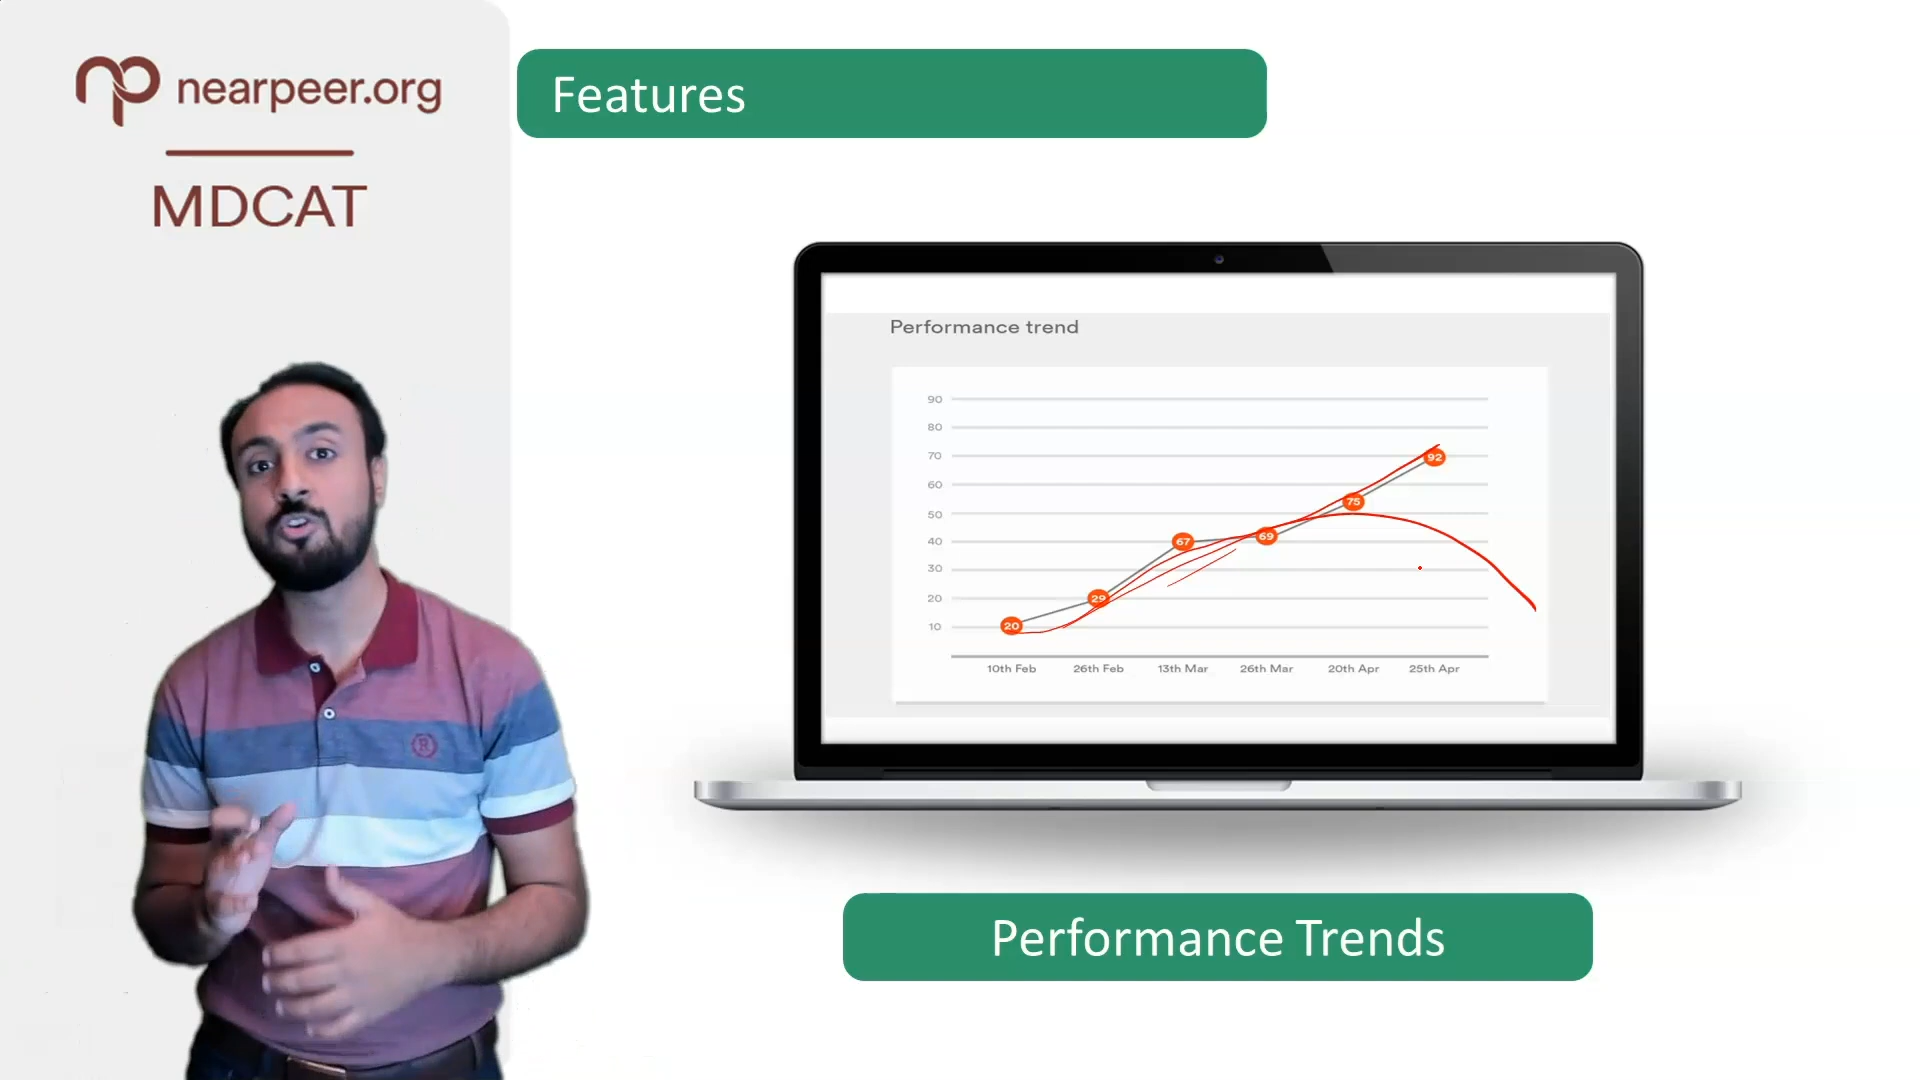 np nearpeer.org
MDCAT
Features
Performance trend
90
80
70
60
50
40
30
20
10
92
75
69
67
29
20
10th Feb 26th Feb 13th Mar 26th Mar 20th Apr 25th Apr
Performance Trends
R